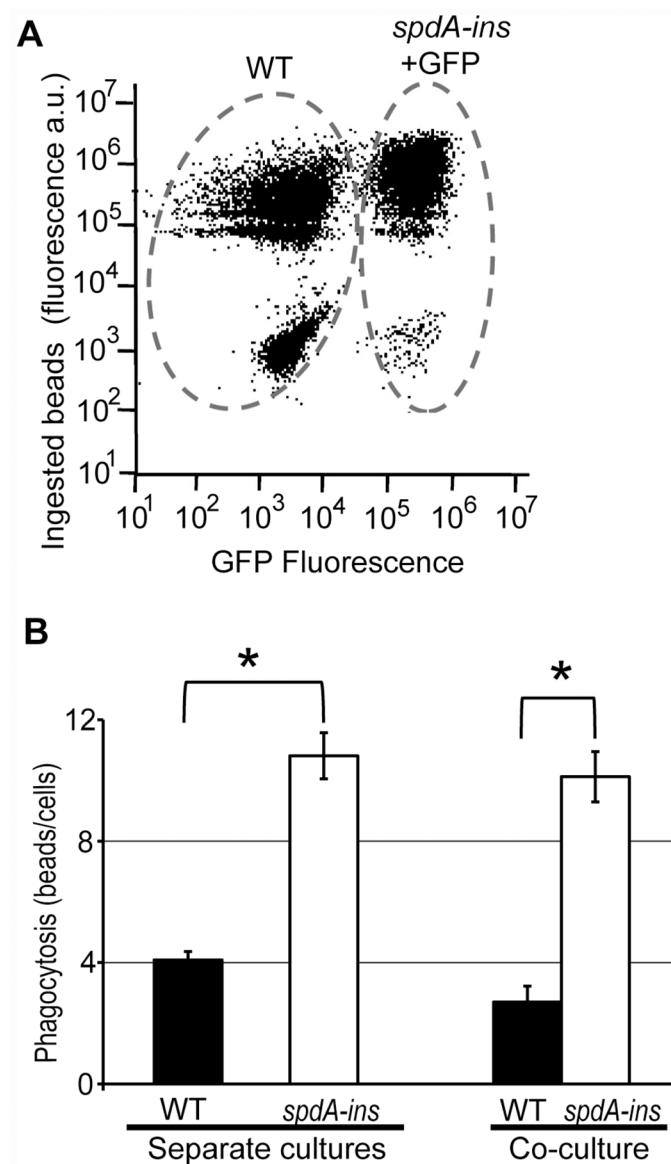 A
WT
spdA-ins
+GFP
Ingested beads (fluorescence a.u.)
10⁷
10⁶
10⁵
10⁴
10³
10²
10¹
10¹ 10² 10³ 10⁴ 10⁵ 10⁶ 10⁷
GFP Fluorescence
B
* *
Phagocytosis (beads/cells)
12
8
4
0
WT spdA-ins WT spdA-ins
Separate cultures Co-culture